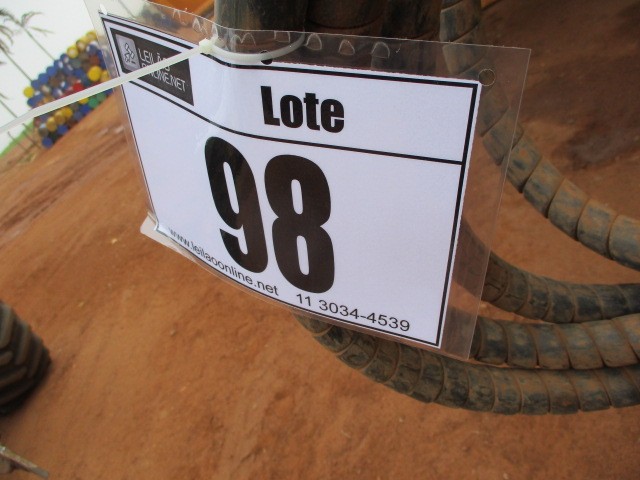 LEILÃO
ONLINE.NET
Lote
98
www.leilaoonline.net
11 3034-4539